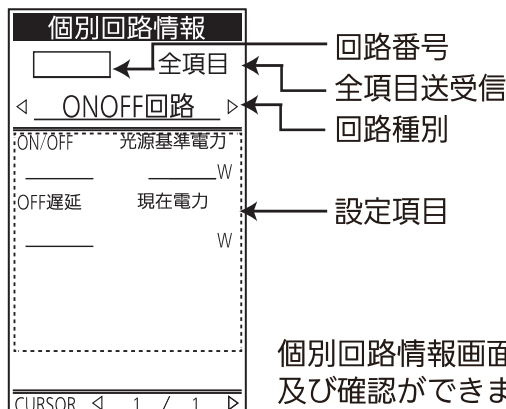 個別回路情報
全項目
◁ ONOFF回路 ▷
ON/OFF 光源基準電力
W
OFF遅延 現在電力
W
CURSOR ◁ 1 / 1 ▷
回路番号
全項目送受信
回路種別
設定項目
個別回路情報画面
及び確認ができま